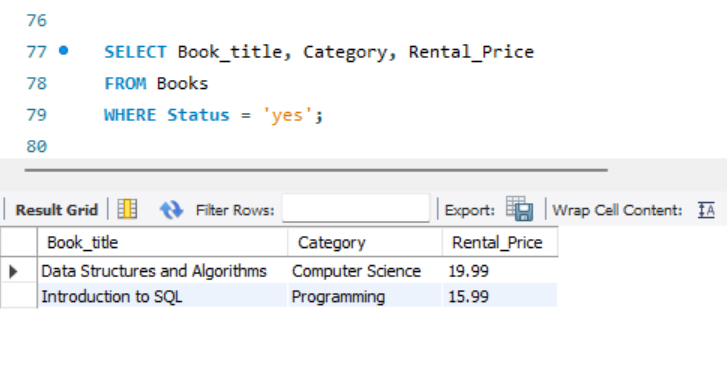 76
77 SELECT Book_title, Category, Rental_Price
78 FROM Books
79 WHERE Status = 'yes';
80
Result Grid Filter Rows: Export: Wrap Cell Content: IA
Book_title Category Rental_Price
Data Structures and Algorithms Computer Science 19.99
Introduction to SQL Programming 15.99